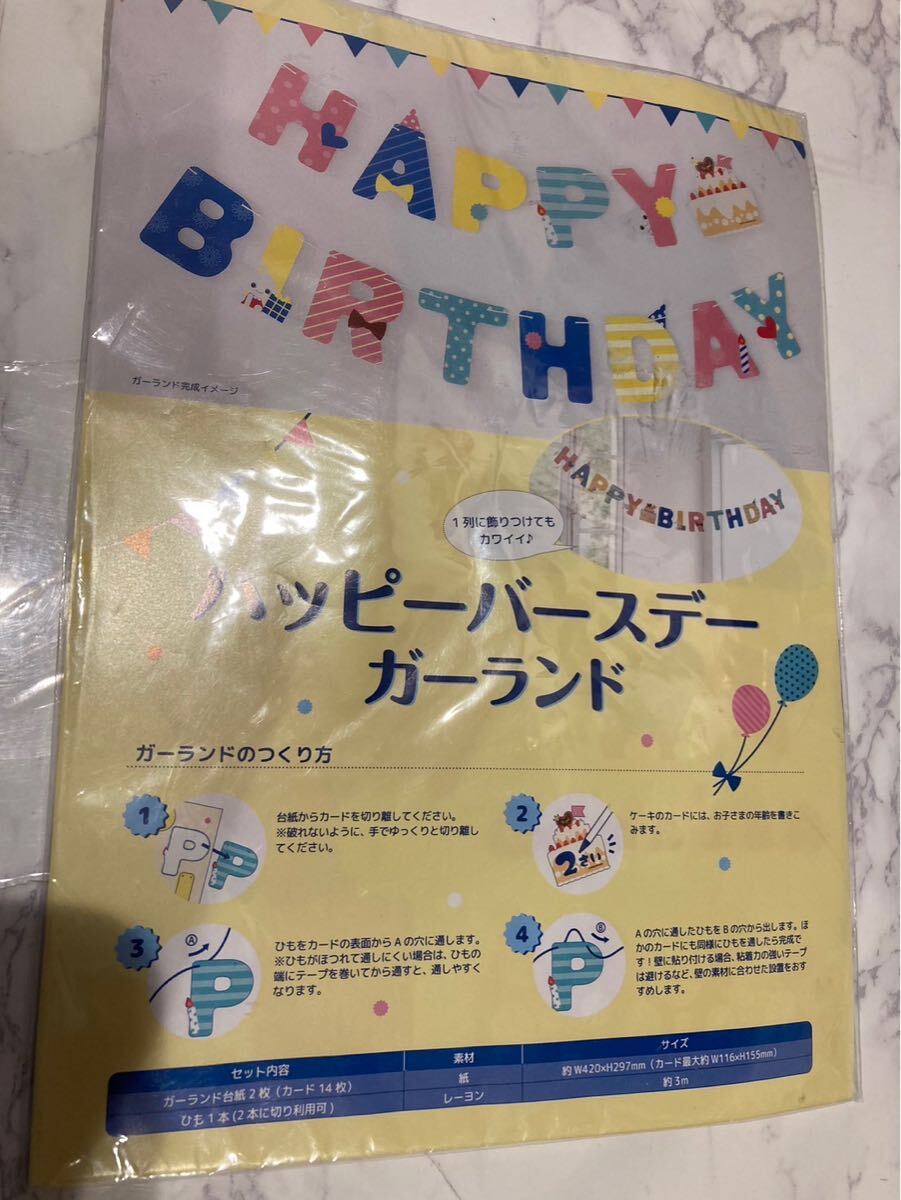 HAPPY
BIRTHDAY
ガーランド完成イメージ
HAPPY BIRTHDAY
1列に飾りつけても
カワイイ♪
ハッピーバースデー
ガーランド
ガーランドのつくり方
1
台紙からカードを切り離してください。
※破れないように、手でゆっくりと切り離し
てください。
P P
2
ケーキのカードには、お子さまの年齢を書きこ
みます。
2さい
3
ひもをカードの表面からAの穴に通します。
※ひもがほつれて通しにくい場合は、ひもの
端にテープを巻いてから通すと、通しやすく
なります。
A
P
4
Aの穴に通したひもをBの穴から出します。ほ
かのカードにも同様にひもを通したら完成で
す！壁に貼り付ける場合、粘着力の強いテープ
は避けるなど、壁の素材に合わせた設置をおす
すめします。
B
P
セット内容 素材 サイズ
ガーランド台紙2枚（カード14枚） 紙 約W420×H297mm（カード最大約W116×H155mm）
ひも1本(2本に切り利用可) レーヨン 約3m